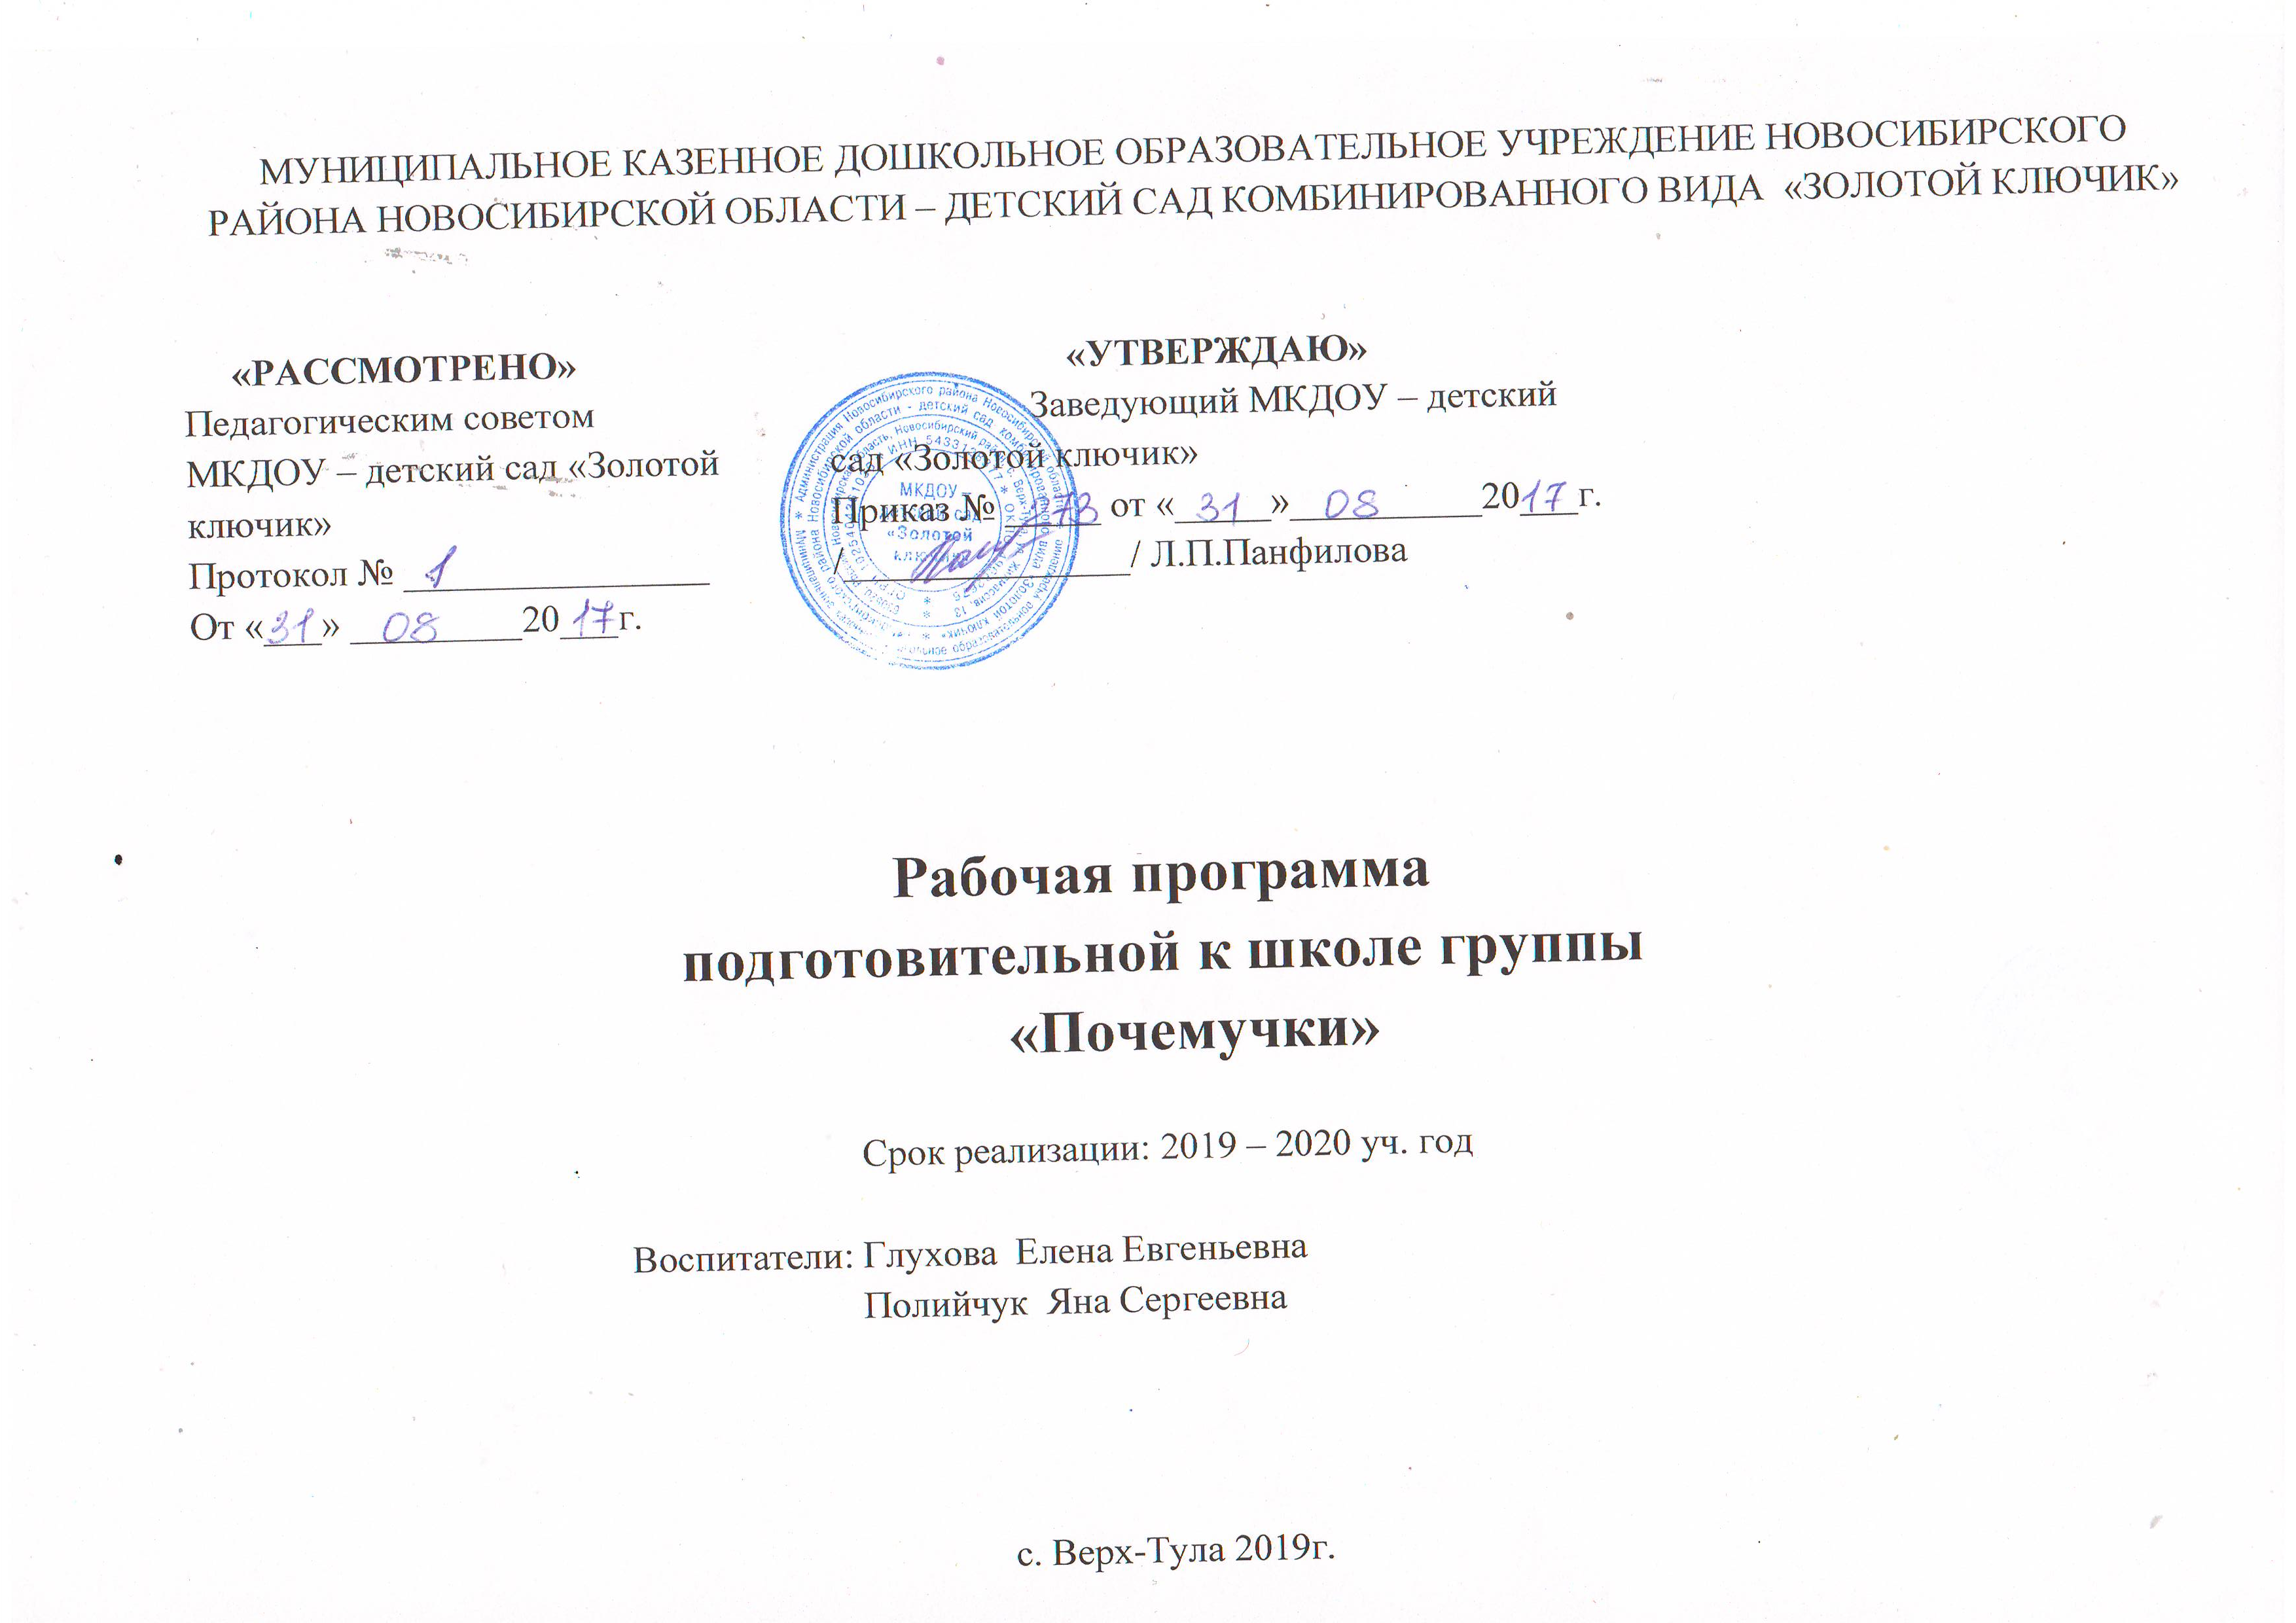 МУНИЦИПАЛЬНОЕ КАЗЕННОЕ ДОШКОЛЬНОЕ ОБРАЗОВАТЕЛЬНОЕ УЧРЕЖДЕНИЕ НОВОСИБИРСКОГО
РАЙОНА НОВОСИБИРСКОЙ ОБЛАСТИ – ДЕТСКИЙ САД КОМБИНИРОВАННОГО ВИДА «ЗОЛОТОЙ КЛЮЧИК»
«РАССМОТРЕНО»
Педагогическим советом
МКДОУ – детский сад «Золотой
ключик»
Протокол № 1
От «31» 08 2017г.
«УТВЕРЖДАЮ»
Заведующий МКДОУ – детский
сад «Золотой ключик»
Приказ № от «31» 08 2017г.
/ / Л.П.Панфилова
МКДОУ –
«Золотой
Рабочая программа
подготовительной к школе группы
«Почемучки»
Срок реализации: 2019 – 2020 уч. год
Воспитатели: Глухова Елена Евгеньевна
Полийчук Яна Сергеевна
с. Верх-Тула 2019г.